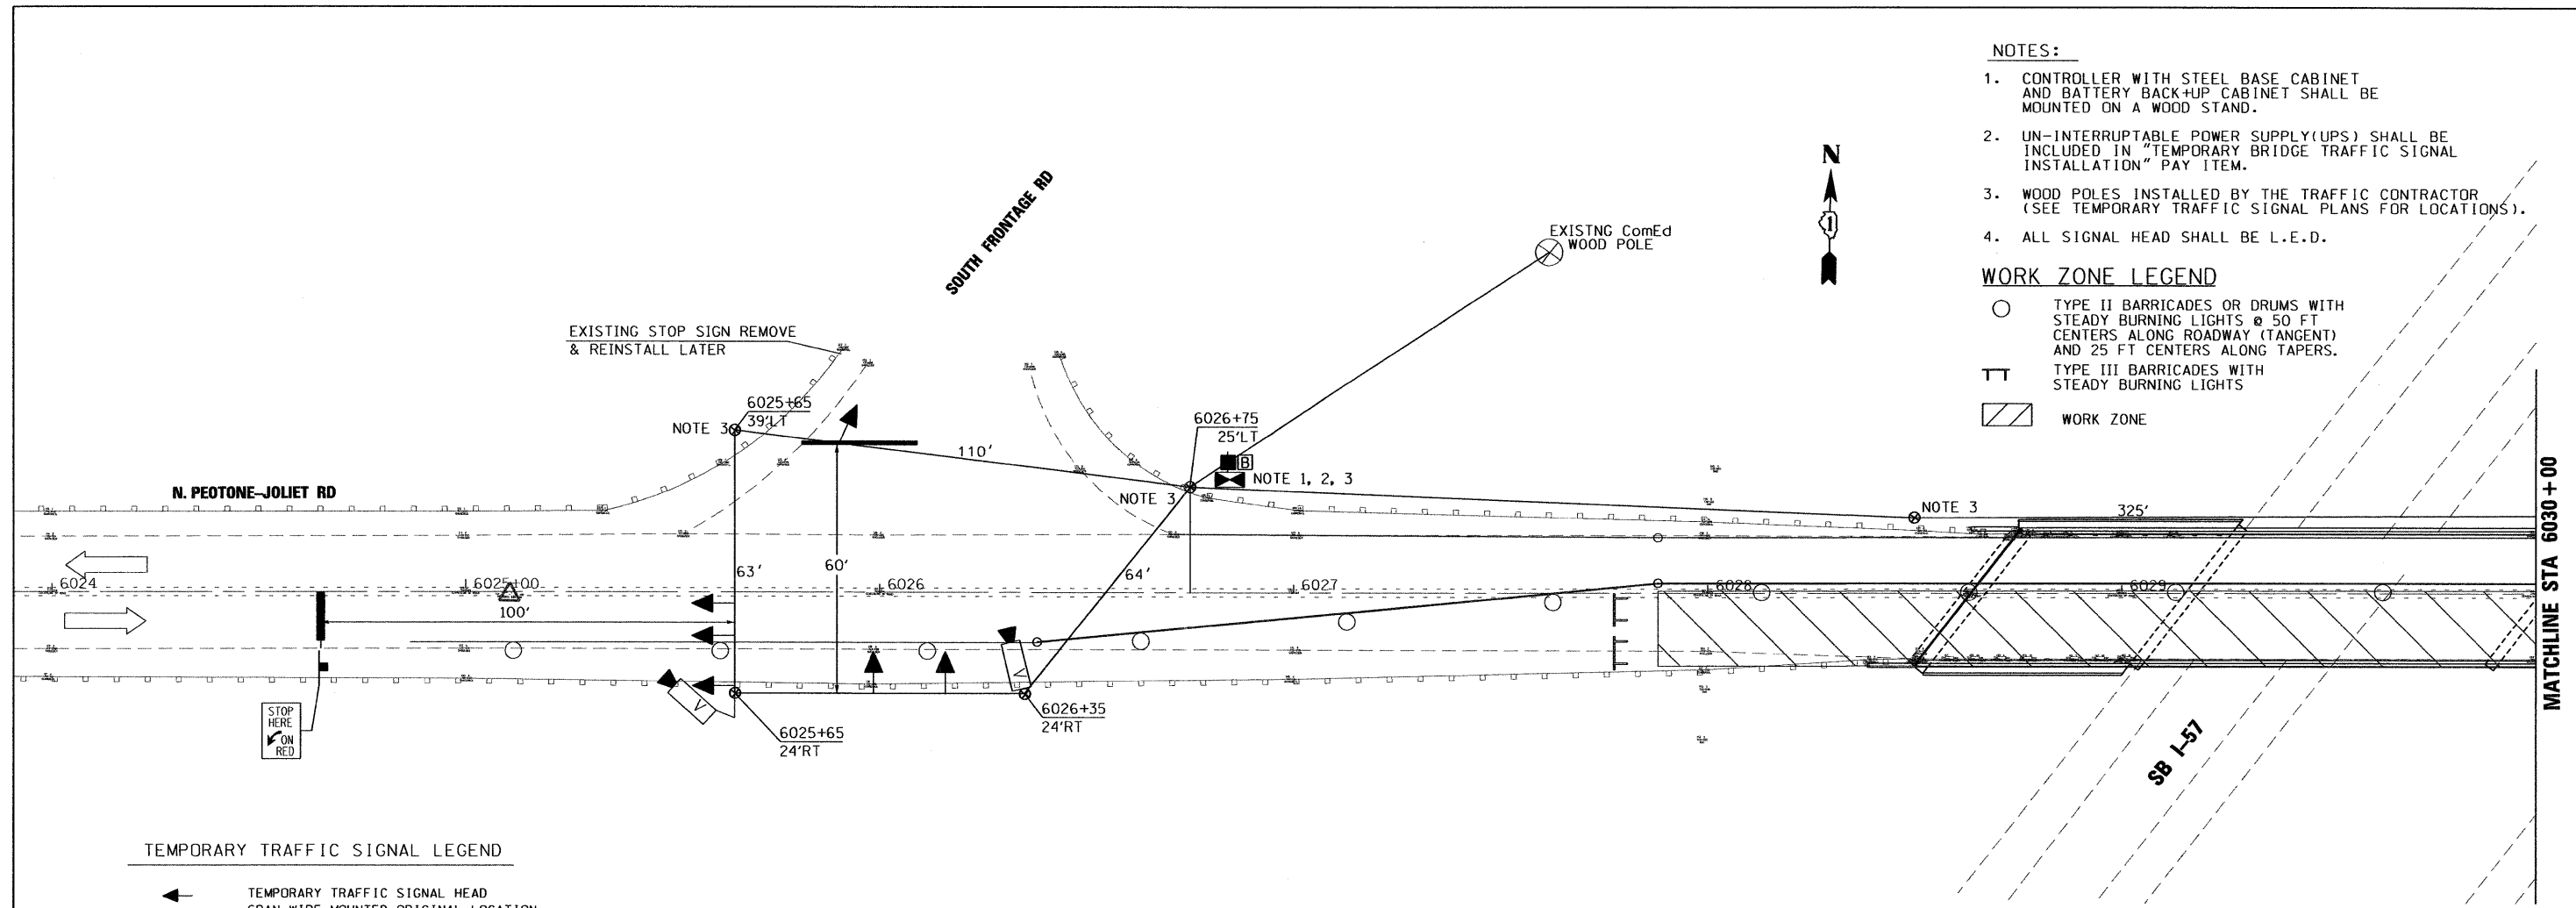 NOTES:
1. CONTROLLER WITH STEEL BASE CABINET
AND BATTERY BACK+UP CABINET SHALL BE
MOUNTED ON A WOOD STAND.
2. UN-INTERRUPTABLE POWER SUPPLY(UPS) SHALL BE
INCLUDED IN "TEMPORARY BRIDGE TRAFFIC SIGNAL
INSTALLATION" PAY ITEM.
3. WOOD POLES INSTALLED BY THE TRAFFIC CONTRACTOR
(SEE TEMPORARY TRAFFIC SIGNAL PLANS FOR LOCATIONS).
4. ALL SIGNAL HEAD SHALL BE L.E.D.
WORK ZONE LEGEND
TYPE II BARRICADES OR DRUMS WITH
STEADY BURNING LIGHTS @ 50 FT
CENTERS ALONG ROADWAY (TANGENT)
AND 25 FT CENTERS ALONG TAPERS.
TYPE III BARRICADES WITH
STEADY BURNING LIGHTS
WORK ZONE
N
1
SOUTH FRONTAGE RD
EXISTNG ComEd
WOOD POLE
EXISTING STOP SIGN REMOVE
& REINSTALL LATER
6025+65
39'LT
NOTE 3
110'
6026+75
25'LT
B
NOTE 1, 2, 3
NOTE 3
NOTE 3
325'
N. PEOTONE-JOLIET RD
63'
60'
64'
6024
6025+00
6026
6027
6028
6029
100'
V
V
STOP
HERE
ON
RED
6025+65
24'RT
6026+35
24'RT
SB I-57
MATCHLINE STA 6030+00
TEMPORARY TRAFFIC SIGNAL LEGEND
TEMPORARY TRAFFIC SIGNAL HEAD
SPAN WIRE MOUNTED ORIGINAL LOCATION